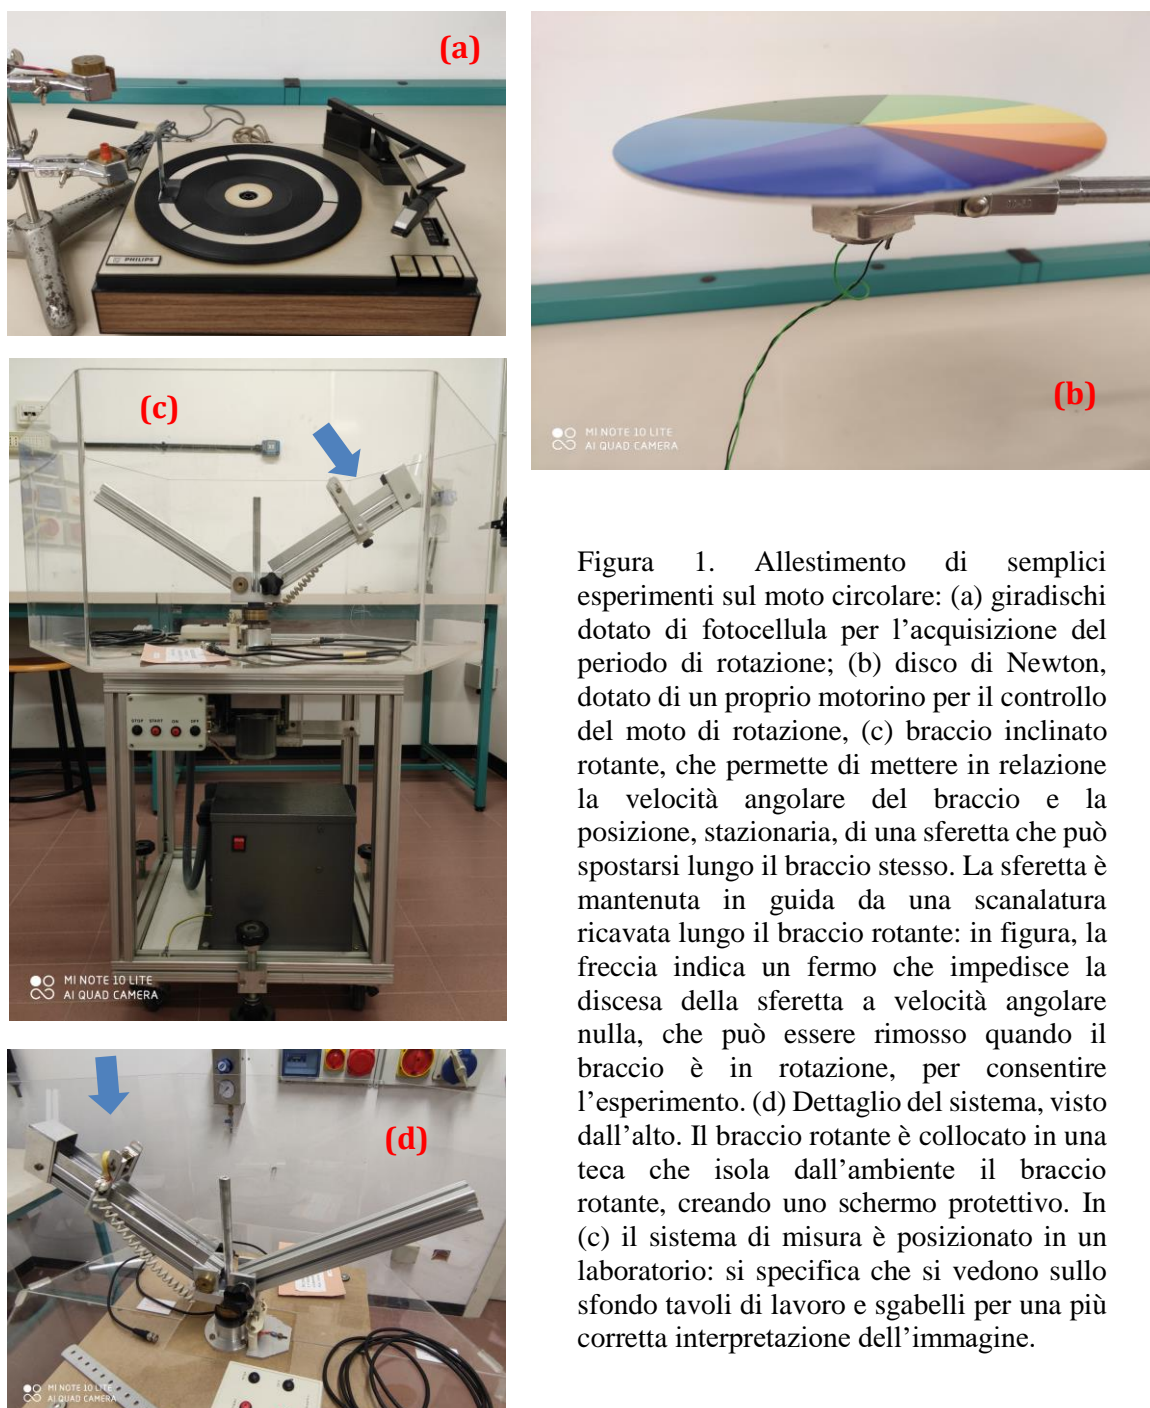 (a)
PHILIPS
(b)
MI NOTE 10 LITE
AI QUAD CAMERA
(c)
STOP START ON OFF
MI NOTE 10 LITE
AI QUAD CAMERA
(d)
MI NOTE 10 LITE
AI QUAD CAMERA
Figura 1. Allestimento di semplici
esperimenti sul moto circolare: (a) giradischi
dotato di fotocellula per l’acquisizione del
periodo di rotazione; (b) disco di Newton,
dotato di un proprio motorino per il controllo
del moto di rotazione, (c) braccio inclinato
rotante, che permette di mettere in relazione
la velocità angolare del braccio e la
posizione, stazionaria, di una sferetta che può
spostarsi lungo il braccio stesso. La sferetta è
mantenuta in guida da una scanalatura
ricavata lungo il braccio rotante: in figura, la
freccia indica un fermo che impedisce la
discesa della sferetta a velocità angolare
nulla, che può essere rimosso quando il
braccio è in rotazione, per consentire
l’esperimento. (d) Dettaglio del sistema, visto
dall’alto. Il braccio rotante è collocato in una
teca che isola dall’ambiente il braccio
rotante, creando uno schermo protettivo. In
(c) il sistema di misura è posizionato in un
laboratorio: si specifica che si vedono sullo
sfondo tavoli di lavoro e sgabelli per una più
corretta interpretazione dell’immagine.